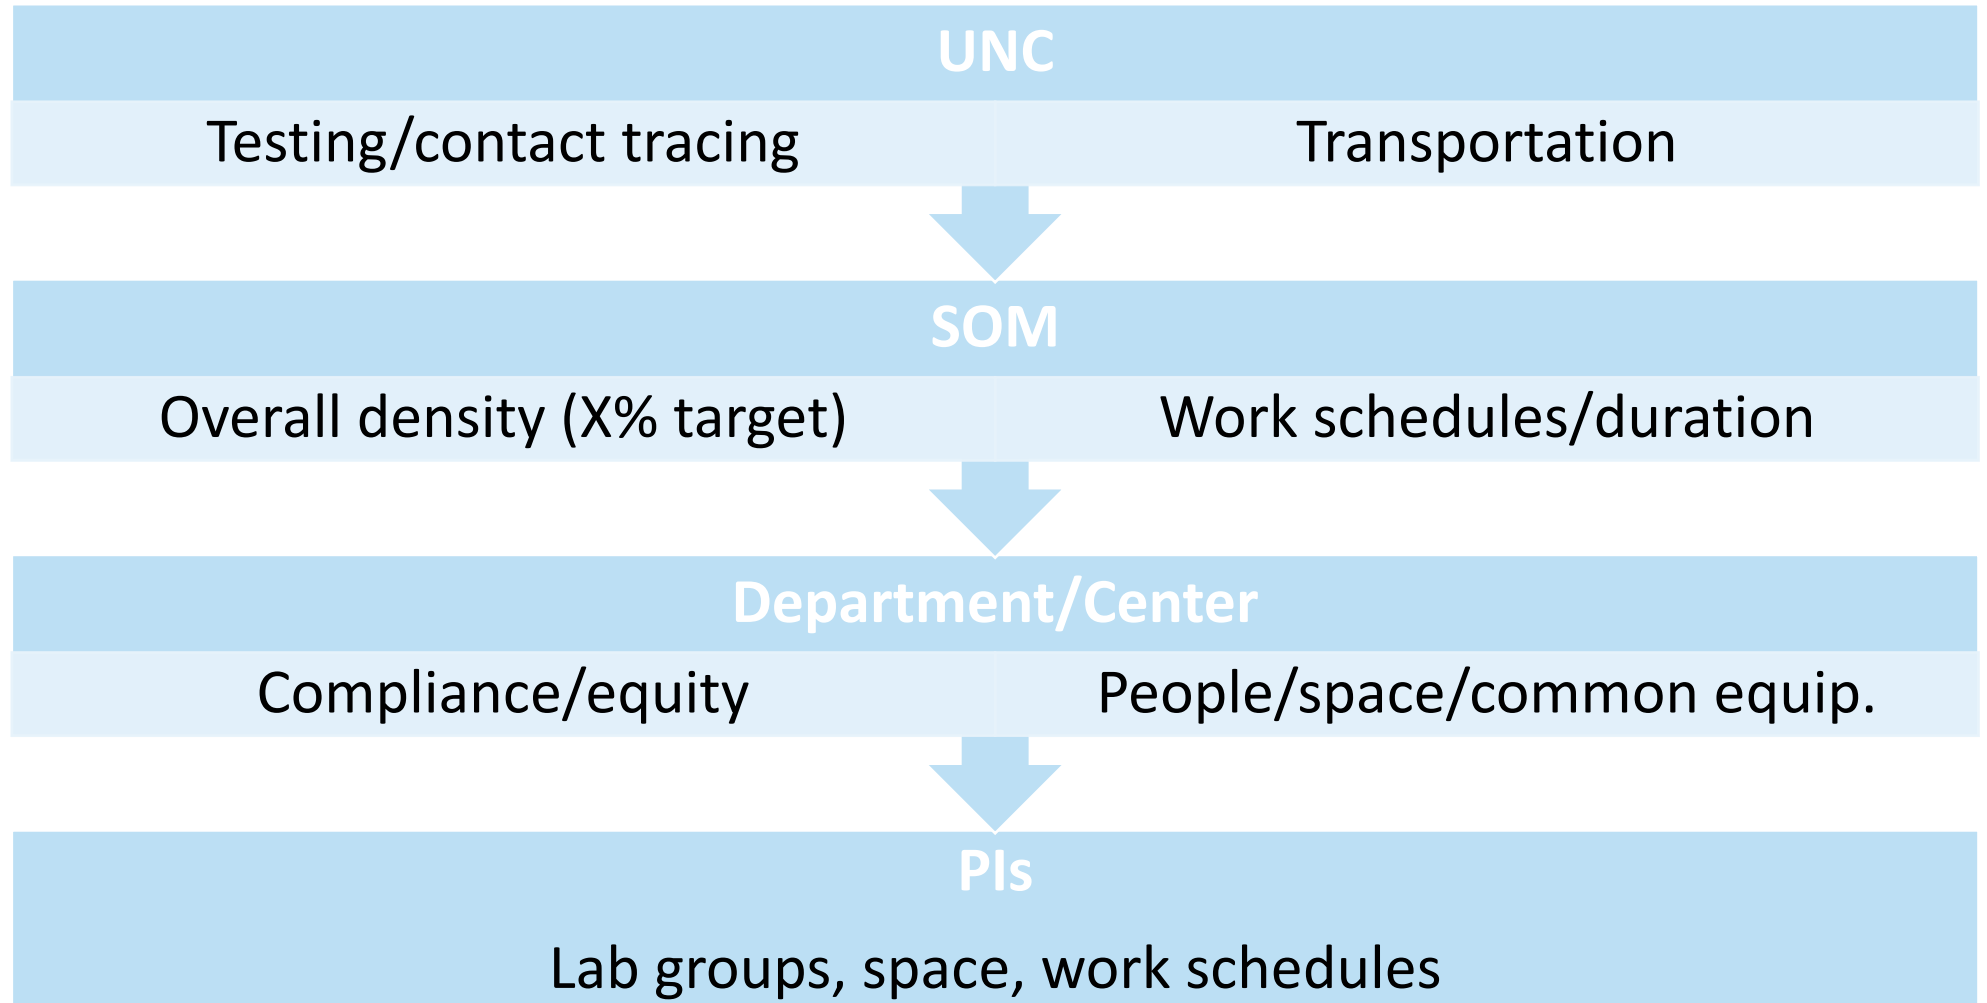 UNC
Testing/contact tracing
Transportation
SOM
Overall density (X% target)
Work schedules/duration
Department/Center
Compliance/equity
People/space/common equip.
PIs
Lab groups, space, work schedules